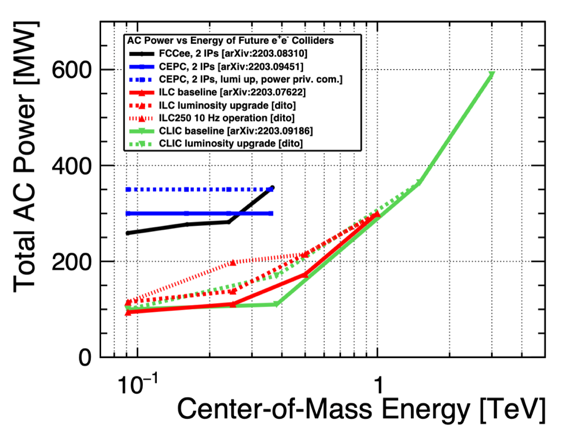 AC Power vs Energy of Future e+e- Colliders
FCCee, 2 IPs [arXiv:2203.08310]
CEPC, 2 IPs [arXiv:2203.09451]
CEPC, 2 IPs, lumi up, power priv. com.]
ILC baseline [arXiv:2203.07622]
ILC luminosity upgrade [dito]
ILC250 10 Hz operation [dito]
CLIC baseline [arXiv:2203.09186]
CLIC luminosity upgrade [dito]
Total AC Power [MW]
600
400
200
0
10⁻¹
1
Center-of-Mass Energy [TeV]